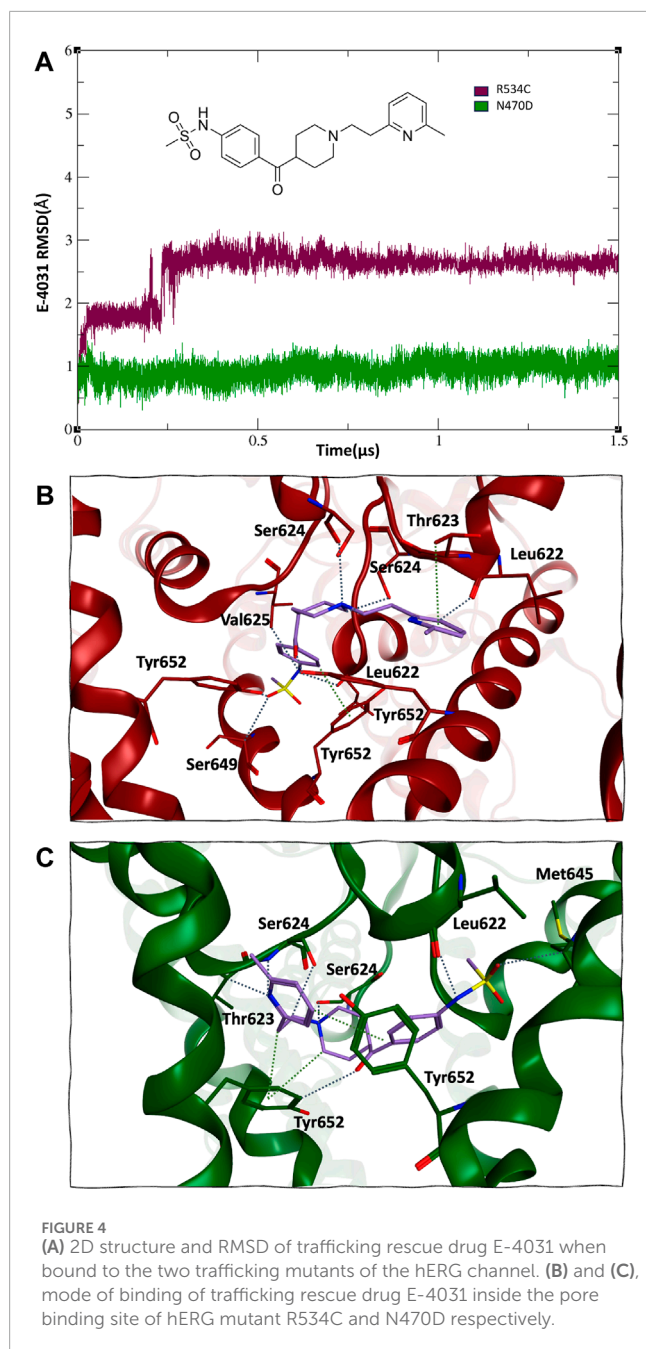 A
6
5
4
3
2
1
0
E-4031 RMSD(Å)
R534C
N470D
H
N
O
S
O
O
N
N
0
0.5
1
1.5
Time(µs)
B
Ser624
Thr623
Ser624
Leu622
Val625
Tyr652
Leu622
Tyr652
Ser649
Tyr652
C
Met645
Ser624
Leu622
Ser624
Thr623
Tyr652
Tyr652
FIGURE 4
(A) 2D structure and RMSD of trafficking rescue drug E-4031 when
bound to the two trafficking mutants of the hERG channel. (B) and (C),
mode of binding of trafficking rescue drug E-4031 inside the pore
binding site of hERG mutant R534C and N470D respectively.